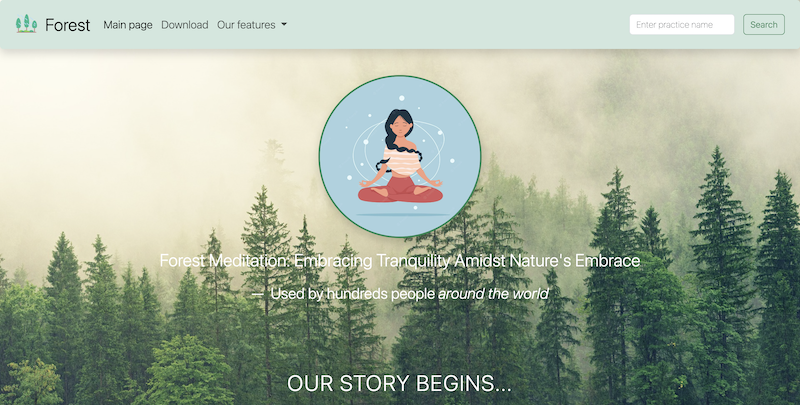 Forest Main page Download Our features Enter practice name Search
Forest Meditation: Embracing Tranquility Amidst Nature's Embrace
— Used by hundreds people around the world
OUR STORY BEGINS...